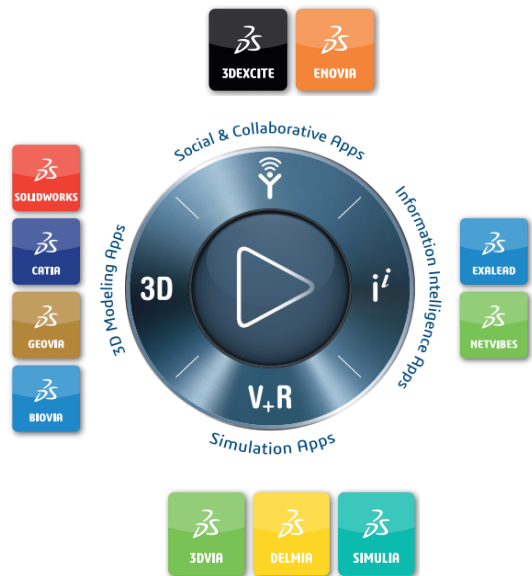 3DEXCITE
ENOVIA
Social & Collaborative Apps
SOLIDWORKS
CATIA
GEOVIA
BIOVIA
3D Modeling Apps
3D
i i
Information Intelligence Apps
EXALEAD
NETVIBES
V+R
Simulation Apps
3DVIA
DELMIA
SIMULIA